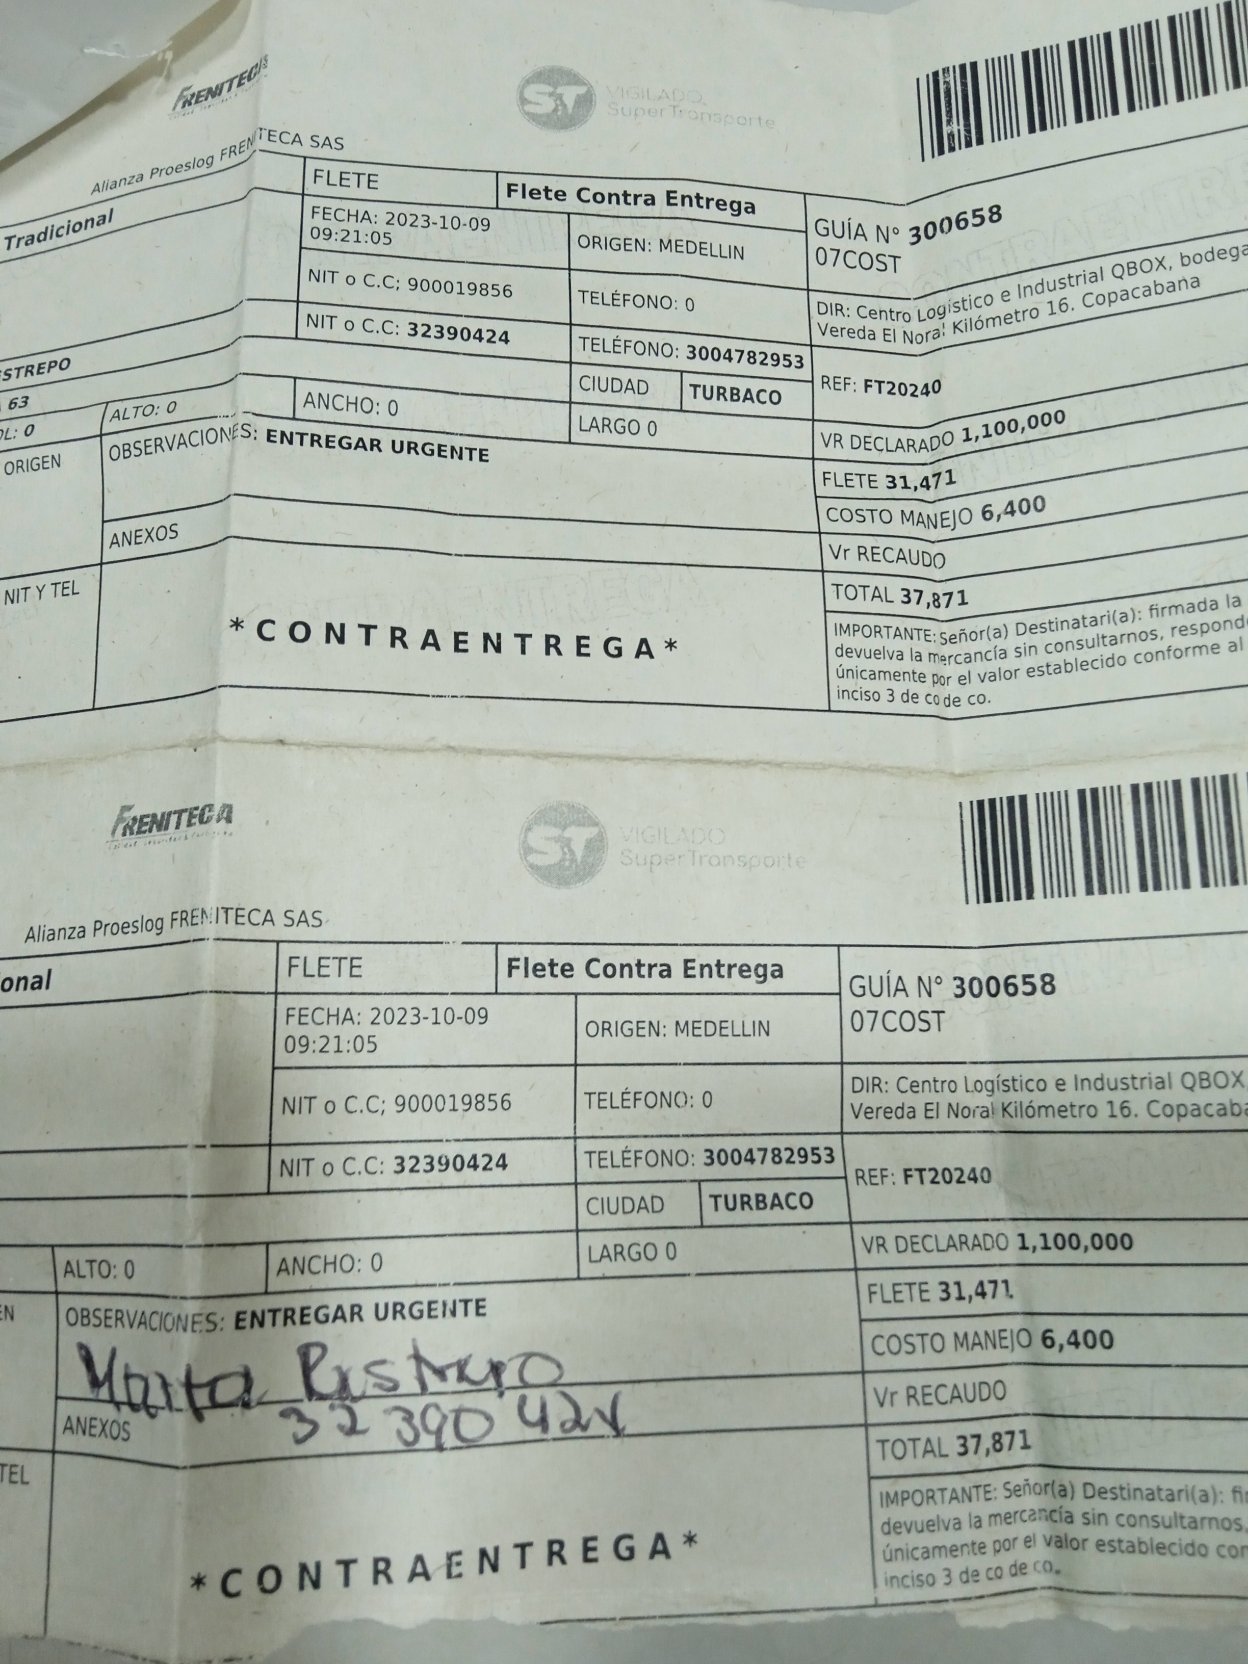 FRENITECA
ST VIGILADO
SuperTransporte
Alianza Proeslog FRENITECA SAS
Tradicional
FLETE
Flete Contra Entrega
FECHA: 2023-10-09
09:21:05
ORIGEN: MEDELLIN
GUÍA N° 300658
07COST
NIT o C.C; 900019856
TELÉFONO: 0
DIR: Centro Logístico e Industrial QBOX, bodega
Vereda El Noral Kilómetro 16. Copacabana
NIT o C.C: 32390424
TELÉFONO: 3004782953
STREPO
CIUDAD
TURBACO
REF: FT20240
63
OL: 0
ALTO: 0
ANCHO: 0
LARGO 0
VR DECLARADO 1,100,000
ORIGEN
OBSERVACIONES: ENTREGAR URGENTE
FLETE 31,471
COSTO MANEJO 6,400
ANEXOS
Vr RECAUDO
NIT Y TEL
TOTAL 37,871
*CONTRAENTREGA*
IMPORTANTE: Señor(a) Destinatari(a): firmada la
devuelva la mercancía sin consultarnos, respond
únicamente por el valor establecido conforme al
inciso 3 de co de co.
FRENITECA
ST VIGILADO
SuperTransporte
Alianza Proeslog FRENITECA SAS
onal
FLETE
Flete Contra Entrega
FECHA: 2023-10-09
09:21:05
ORIGEN: MEDELLIN
GUÍA N° 300658
07COST
NIT o C.C; 900019856
TELÉFONO: 0
DIR: Centro Logístico e Industrial QBOX,
Vereda El Noral Kilómetro 16. Copacaba
NIT o C.C: 32390424
TELÉFONO: 3004782953
CIUDAD
TURBACO
REF: FT20240
ALTO: 0
ANCHO: 0
LARGO 0
VR DECLARADO 1,100,000
EN
OBSERVACIONES: ENTREGAR URGENTE
FLETE 31,471
Marta Restrepo
COSTO MANEJO 6,400
32390424
ANEXOS
Vr RECAUDO
TEL
TOTAL 37,871
*CONTRAENTREGA*
IMPORTANTE: Señor(a) Destinatari(a): fi
devuelva la mercancía sin consultarnos,
únicamente por el valor establecido con
inciso 3 de co de co.